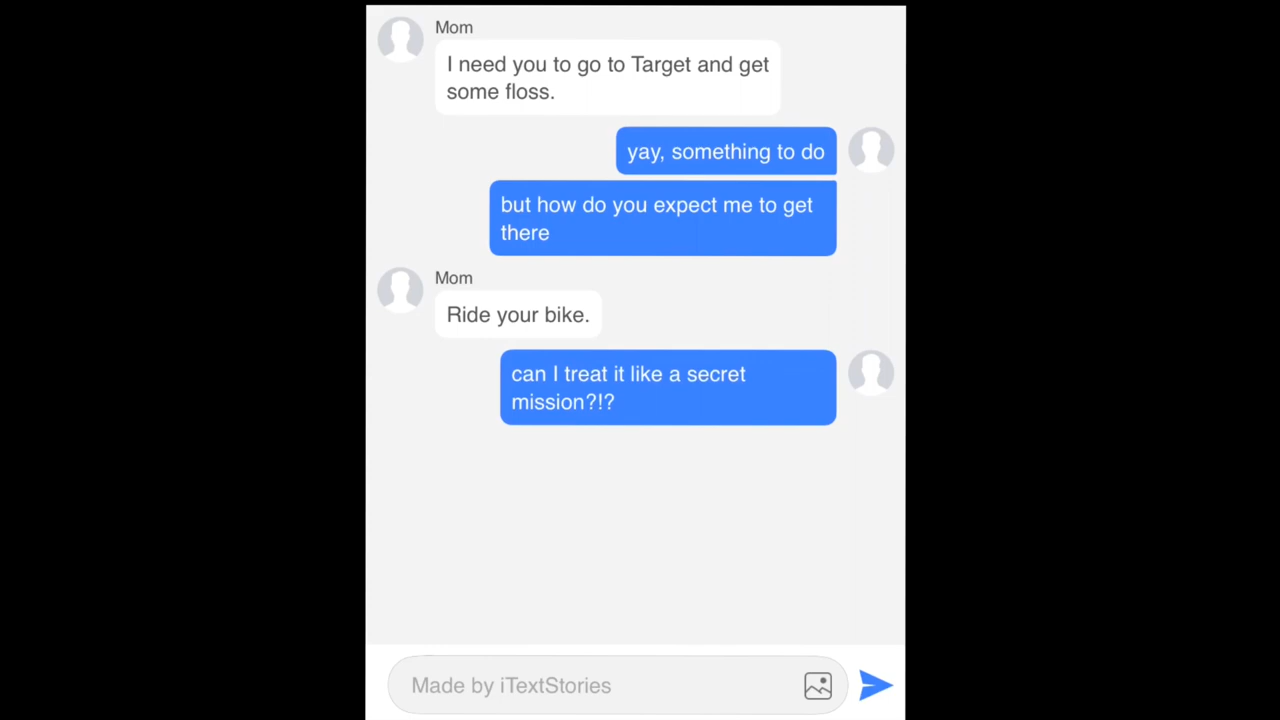 Mom
I need you to go to Target and get
some floss.
yay, something to do
but how do you expect me to get
there
Mom
Ride your bike.
can I treat it like a secret
mission?!?
Made by iTextStories